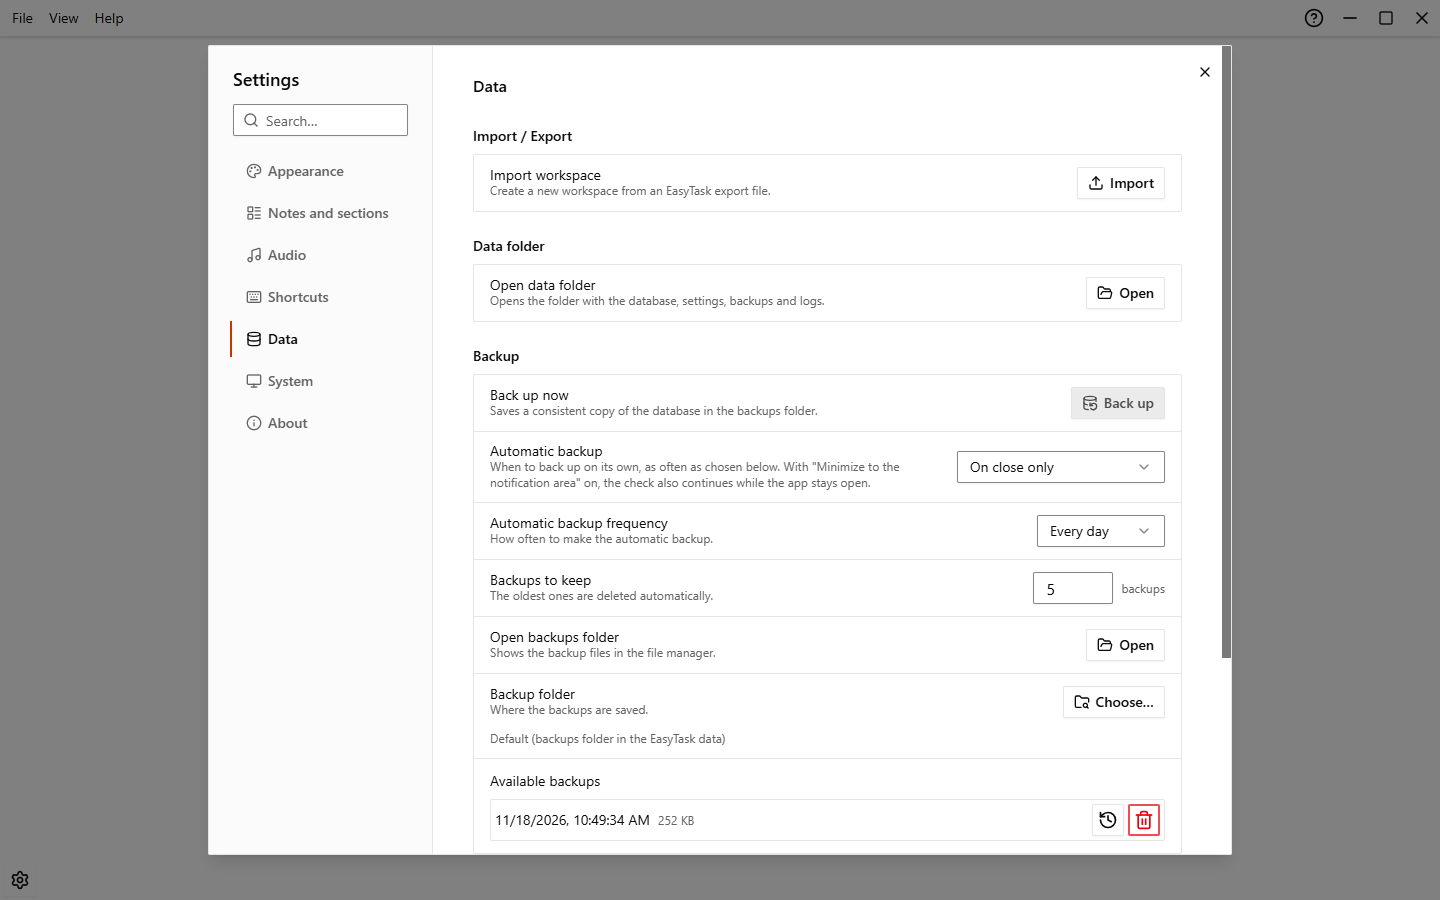 File View Help
Settings
Search...
Appearance
Notes and sections
Audio
Shortcuts
Data
System
About
Data
Import / Export
Import workspace
Create a new workspace from an EasyTask export file.
Import
Data folder
Open data folder
Opens the folder with the database, settings, backups and logs.
Open
Backup
Back up now
Saves a consistent copy of the database in the backups folder.
Back up
Automatic backup
When to back up on its own, as often as chosen below. With "Minimize to the
notification area" on, the check also continues while the app stays open.
On close only
Automatic backup frequency
How often to make the automatic backup.
Every day
Backups to keep
The oldest ones are deleted automatically.
5 backups
Open backups folder
Shows the backup files in the file manager.
Open
Backup folder
Where the backups are saved.
Choose...
Default (backups folder in the EasyTask data)
Available backups
11/18/2026, 10:49:34 AM 252 KB